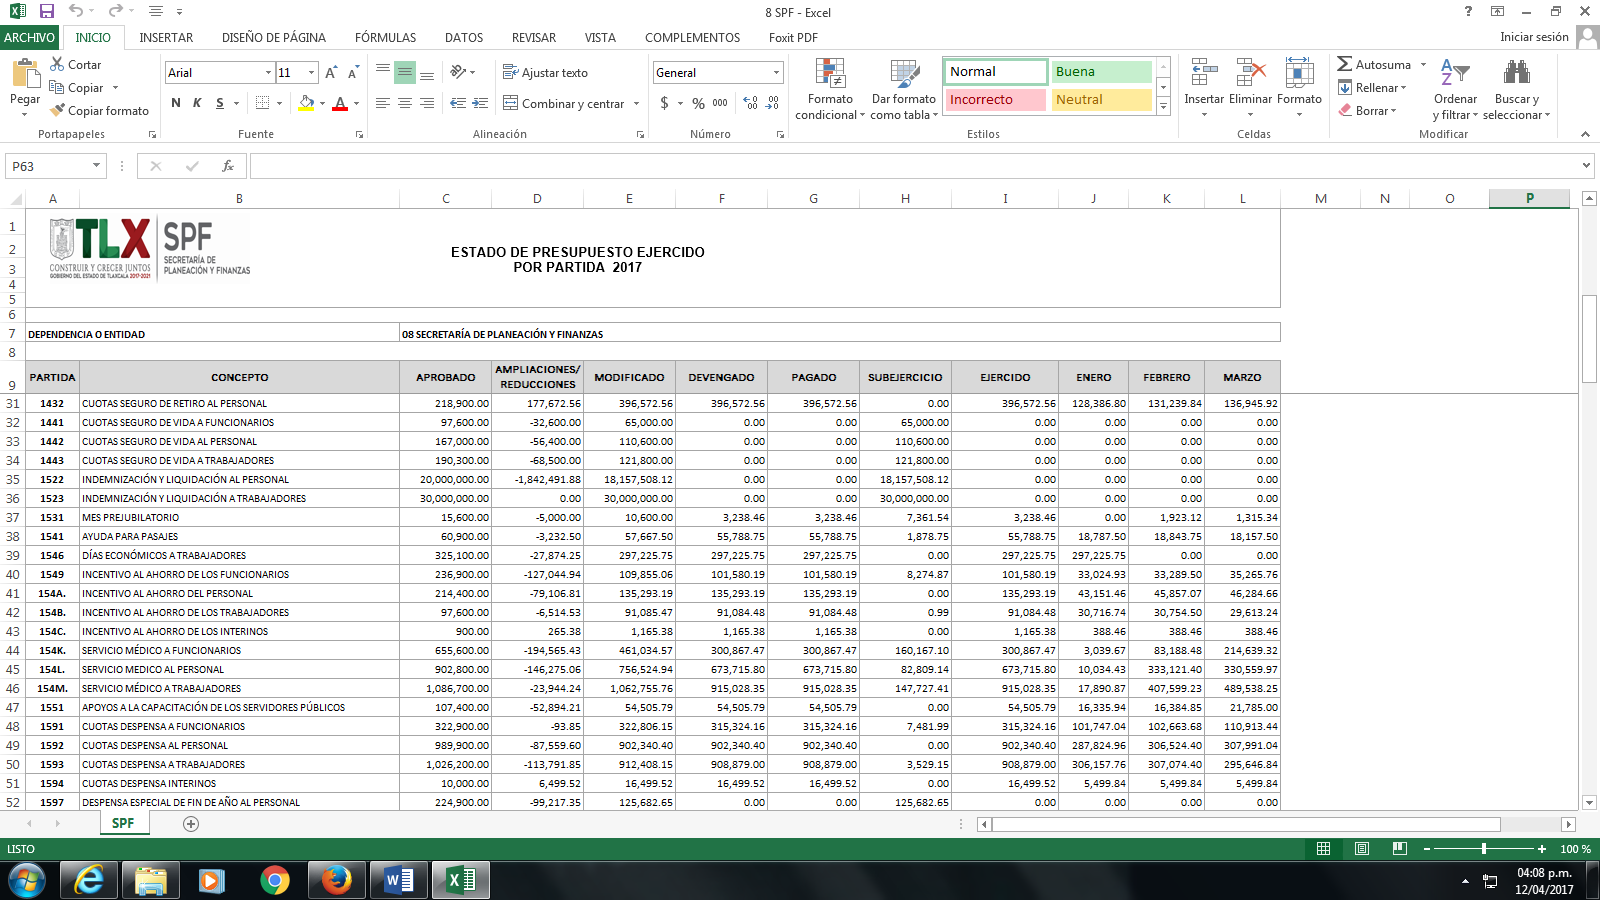 8 SPF - Excel
ARCHIVO INICIO INSERTAR DISEÑO DE PÁGINA FÓRMULAS DATOS REVISAR VISTA COMPLEMENTOS Foxit PDF Iniciar sesión
Pegar
Cortar
Copiar
Copiar formato
Portapapeles
Arial 11
N K S
Fuente
Ajustar texto
Combinar y centrar
Alineación
General
$ % 000
Número
Formato condicional
Dar formato como tabla
Normal Buena
Incorrecto Neutral
Estilos
Insertar Eliminar Formato
Celdas
Autosuma
Rellenar
Borrar
Ordenar y filtrar
Buscar y seleccionar
Modificar
P63 fx
A B C D E F G H I J K L M N O P
1
2
3
4
5
6
TLX SPF
CONSTRUIR Y CRECER JUNTOS
GOBIERNO DEL ESTADO DE TLAXCALA 2017-2021
SECRETARÍA DE
PLANEACIÓN Y FINANZAS
ESTADO DE PRESUPUESTO EJERCIDO
POR PARTIDA 2017
7 DEPENDENCIA O ENTIDAD 08 SECRETARÍA DE PLANEACIÓN Y FINANZAS
8
9 PARTIDA CONCEPTO APROBADO AMPLIACIONES/ REDUCCIONES MODIFICADO DEVENGADO PAGADO SUBEJERCICIO EJERCIDO ENERO FEBRERO MARZO
31 1432 CUOTAS SEGURO DE RETIRO AL PERSONAL 218,900.00 177,672.56 396,572.56 396,572.56 396,572.56 0.00 396,572.56 128,386.80 131,239.84 136,945.92
32 1441 CUOTAS SEGURO DE VIDA A FUNCIONARIOS 97,600.00 -32,600.00 65,000.00 0.00 0.00 65,000.00 0.00 0.00 0.00 0.00
33 1442 CUOTAS SEGURO DE VIDA AL PERSONAL 167,000.00 -56,400.00 110,600.00 0.00 0.00 110,600.00 0.00 0.00 0.00 0.00
34 1443 CUOTAS SEGURO DE VIDA A TRABAJADORES 190,300.00 -68,500.00 121,800.00 0.00 0.00 121,800.00 0.00 0.00 0.00 0.00
35 1522 INDEMNIZACIÓN Y LIQUIDACIÓN AL PERSONAL 20,000,000.00 -1,842,491.88 18,157,508.12 0.00 0.00 18,157,508.12 0.00 0.00 0.00 0.00
36 1523 INDEMNIZACIÓN Y LIQUIDACIÓN A TRABAJADORES 30,000,000.00 0.00 30,000,000.00 0.00 0.00 30,000,000.00 0.00 0.00 0.00 0.00
37 1531 MES PREJUBILATORIO 15,600.00 -5,000.00 10,600.00 3,238.46 3,238.46 7,361.54 3,238.46 0.00 1,923.12 1,315.34
38 1541 AYUDA PARA PASAJES 60,900.00 -3,232.50 57,667.50 55,788.75 55,788.75 1,878.75 55,788.75 18,787.50 18,843.75 18,157.50
39 1546 DÍAS ECONÓMICOS A TRABAJADORES 325,100.00 -27,874.25 297,225.75 297,225.75 297,225.75 0.00 297,225.75 297,225.75 0.00 0.00
40 1549 INCENTIVO AL AHORRO DE LOS FUNCIONARIOS 236,900.00 -127,044.94 109,855.06 101,580.19 101,580.19 8,274.87 101,580.19 33,024.93 33,289.50 35,265.76
41 154A. INCENTIVO AL AHORRO DEL PERSONAL 214,400.00 -79,106.81 135,293.19 135,293.19 135,293.19 0.00 135,293.19 43,151.46 45,857.07 46,284.66
42 154B. INCENTIVO AL AHORRO DE LOS TRABAJADORES 97,600.00 -6,514.53 91,085.47 91,084.48 91,084.48 0.99 91,084.48 30,716.74 30,754.50 29,613.24
43 154C. INCENTIVO AL AHORRO DE LOS INTERINOS 900.00 265.38 1,165.38 1,165.38 1,165.38 0.00 1,165.38 388.46 388.46 388.46
44 154K. SERVICIO MÉDICO A FUNCIONARIOS 655,600.00 -194,565.43 461,034.57 300,867.47 300,867.47 160,167.10 300,867.47 3,039.67 83,188.48 214,639.32
45 154L. SERVICIO MEDICO AL PERSONAL 902,800.00 -146,275.06 756,524.94 673,715.80 673,715.80 82,809.14 673,715.80 10,034.43 333,121.40 330,559.97
46 154M. SERVICIO MÉDICO A TRABAJADORES 1,086,700.00 -23,944.24 1,062,755.76 915,028.35 915,028.35 147,727.41 915,028.35 17,890.87 407,599.23 489,538.25
47 1551 APOYOS A LA CAPACITACIÓN DE LOS SERVIDORES PÚBLICOS 107,400.00 -52,894.21 54,505.79 54,505.79 54,505.79 0.00 54,505.79 16,335.94 16,384.85 21,785.00
48 1591 CUOTAS DESPENSA A FUNCIONARIOS 322,900.00 -93.85 322,806.15 315,324.16 315,324.16 7,481.99 315,324.16 101,747.04 102,663.68 110,913.44
49 1592 CUOTAS DESPENSA AL PERSONAL 989,900.00 -87,559.60 902,340.40 902,340.40 902,340.40 0.00 902,340.40 287,824.96 306,524.40 307,991.04
50 1593 CUOTAS DESPENSA A TRABAJADORES 1,026,200.00 -113,791.85 912,408.15 908,879.00 908,879.00 3,529.15 908,879.00 306,157.76 307,074.40 295,646.84
51 1594 CUOTAS DESPENSA INTERINOS 10,000.00 6,499.52 16,499.52 16,499.52 16,499.52 0.00 16,499.52 5,499.84 5,499.84 5,499.84
52 1597 DESPENSA ESPECIAL DE FIN DE AÑO AL PERSONAL 224,900.00 -99,217.35 125,682.65 0.00 0.00 125,682.65 0.00 0.00 0.00 0.00
SPF
LISTO 100 %
04:08 p.m.
12/04/2017